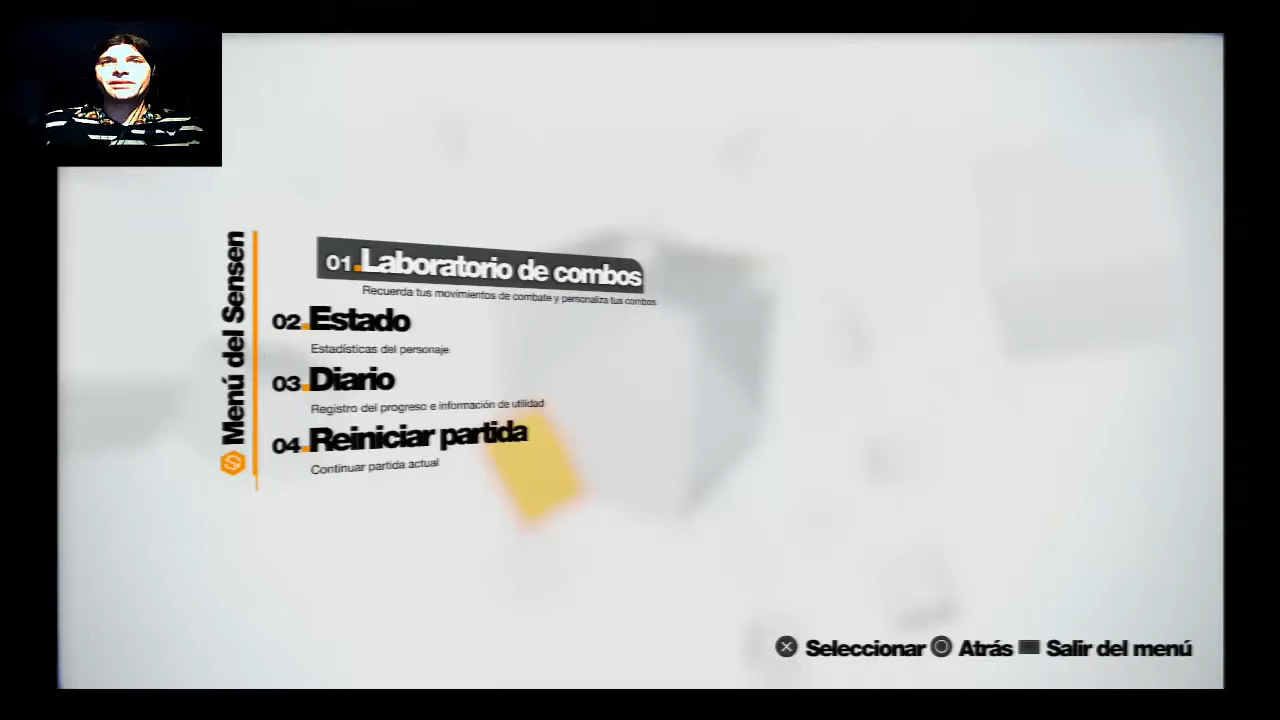 Menú del Sensen
01.Laboratorio de combos
Recuerda tus movimientos de combate y personaliza tus combos
02.Estado
Estadísticas del personaje
03.Diario
Registro del progreso e información de utilidad
04.Reiniciar partida
Continuar partida actual
Seleccionar Atrás Salir del menú